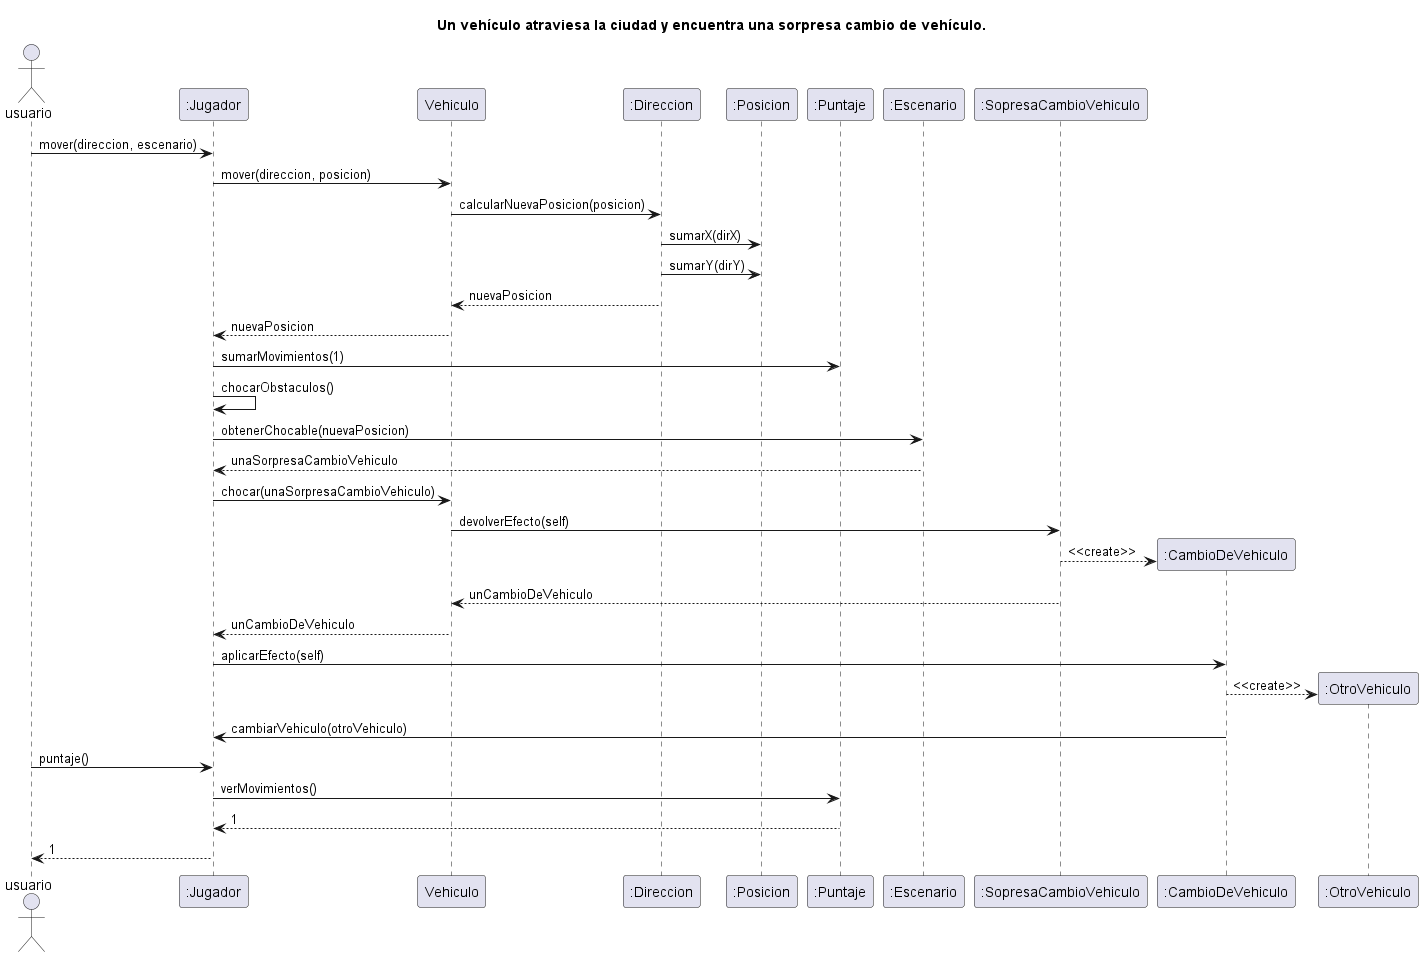 Un vehículo atraviesa la ciudad y encuentra una sorpresa cambio de vehículo.
usuario
:Jugador
Vehiculo
:Direccion
:Posicion
:Puntaje
:Escenario
:SopresaCambioVehiculo
mover(direccion, escenario)
mover(direccion, posicion)
calcularNuevaPosicion(posicion)
sumarX(dirX)
sumarY(dirY)
nuevaPosicion
nuevaPosicion
sumarMovimientos(1)
chocarObstaculos()
obtenerChocable(nuevaPosicion)
unaSorpresaCambioVehiculo
chocar(unaSorpresaCambioVehiculo)
devolverEfecto(self)
<<create>>
:CambioDeVehiculo
unCambioDeVehiculo
unCambioDeVehiculo
aplicarEfecto(self)
<<create>>
:OtroVehiculo
cambiarVehiculo(otroVehiculo)
puntaje()
verMovimientos()
1
1
usuario
:Jugador
Vehiculo
:Direccion
:Posicion
:Puntaje
:Escenario
:SopresaCambioVehiculo
:CambioDeVehiculo
:OtroVehiculo